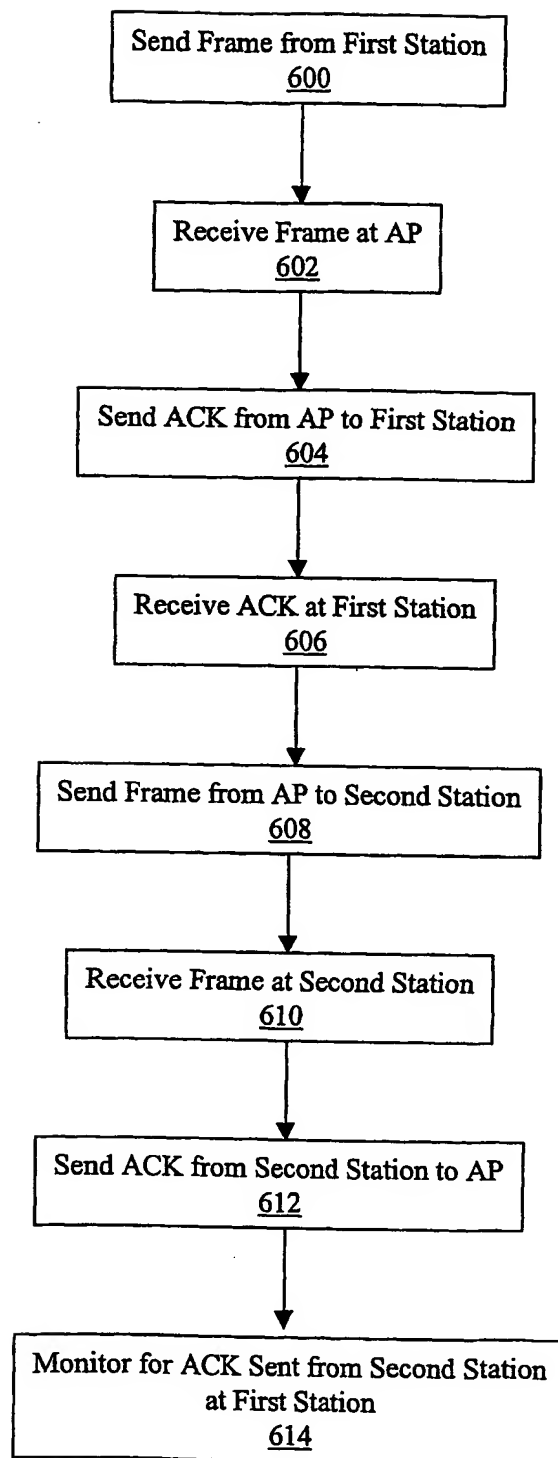 Send Frame from First Station
600
Receive Frame at AP
602
Send ACK from AP to First Station
604
Receive ACK at First Station
606
Send Frame from AP to Second Station
608
Receive Frame at Second Station
610
Send ACK from Second Station to AP
612
Monitor for ACK Sent from Second Station
at First Station
614